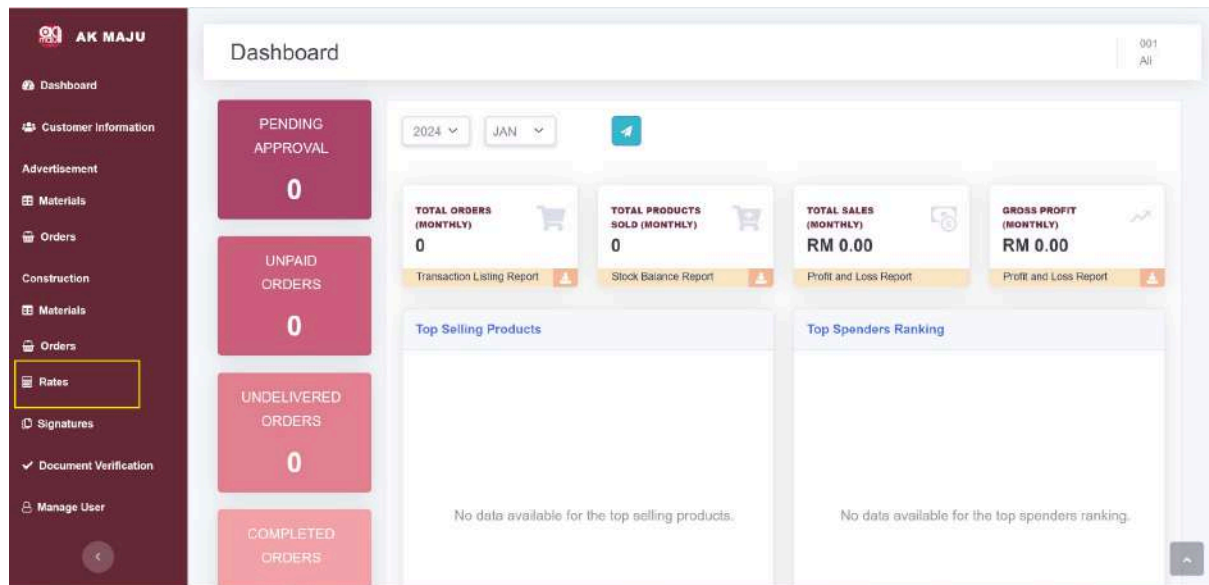 AK MAJU
Dashboard
Customer Information
Advertisement
Materials
Orders
Construction
Materials
Orders
Rates
Signatures
Document Verification
Manage User
Dashboard
001
Ali
PENDING
APPROVAL
0
UNPAID
ORDERS
0
UNDELIVERED
ORDERS
0
COMPLETED
ORDERS
2024
JAN
TOTAL ORDERS
(MONTHLY)
0
Transaction Listing Report
TOTAL PRODUCTS
SOLD (MONTHLY)
0
Stock Balance Report
TOTAL SALES
(MONTHLY)
RM 0.00
Profit and Loss Report
GROSS PROFIT
(MONTHLY)
RM 0.00
Profit and Loss Report
Top Selling Products
No data available for the top selling products.
Top Spenders Ranking
No data available for the top spenders ranking.